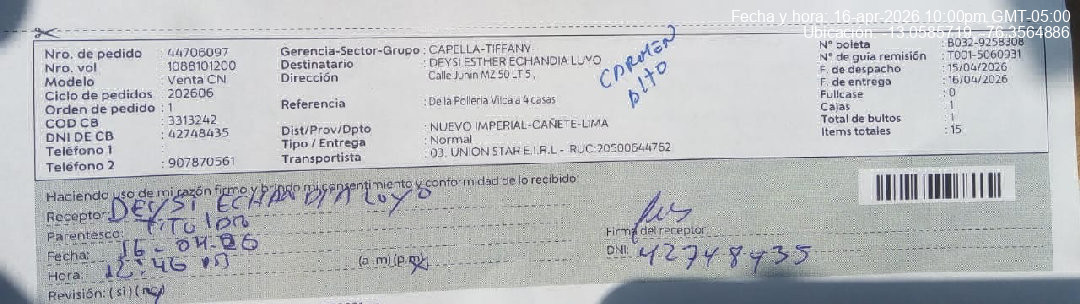 Fecha y hora: 16-apr-2026 10:00pm GMT-05:00
Ubicacion -13.0585719, -76.3564886
Nro. de pedido : 44706097
Nro. vol : 1088101200
Modelo : Venta CN
Ciclo de pedidos : 202606
Orden de pedido : 1
COD CB : 3313242
DNI DE CB : 42748435
Teléfono 1 :
Teléfono 2 : 907870561
Gerencia-Sector-Grupo : CAPELLA-TIFFANY
Destinatario : DEYSI ESTHER ECHANDIA LUYO
Dirección : Calle Junin MZ 50 LT 5,
Referencia : De la Polleria Vilca a 4 casas
Dist/Prov/Dpto : NUEVO IMPERIAL-CAÑETE-LIMA
Tipo / Entrega : Normal
Transportista : 03. UNION STAR E.I.R.L - RUC:20500544762
CARMEN
ALTO
N° boleta : B032-9258308
N° de guia remisión : T001-5060931
F. de despacho : 15/04/2026
F. de entrega : 16/04/2026
Fullcase : 0
Cajas : 1
Total de bultos : 1
Items totales : 15
Haciendo uso de mi razón firmo y brindo mi consentimiento y conformidad de lo recibido:
Receptor: DEYSI ECHANDIA LUYO
Parentesco: TITULAR
Fecha: 16-04-26
Hora: 12:46 (a.m) (p.m)
Revisión: (si) (no)
Firma del receptor
DNI: 42748435